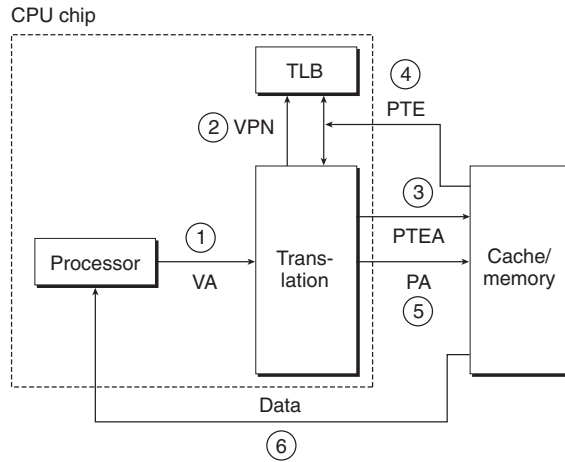 CPU chip
TLB
4
2 VPN
PTE
3
1
PTEA
Processor
Trans-
lation
Cache/
memory
VA
PA
5
Data
6